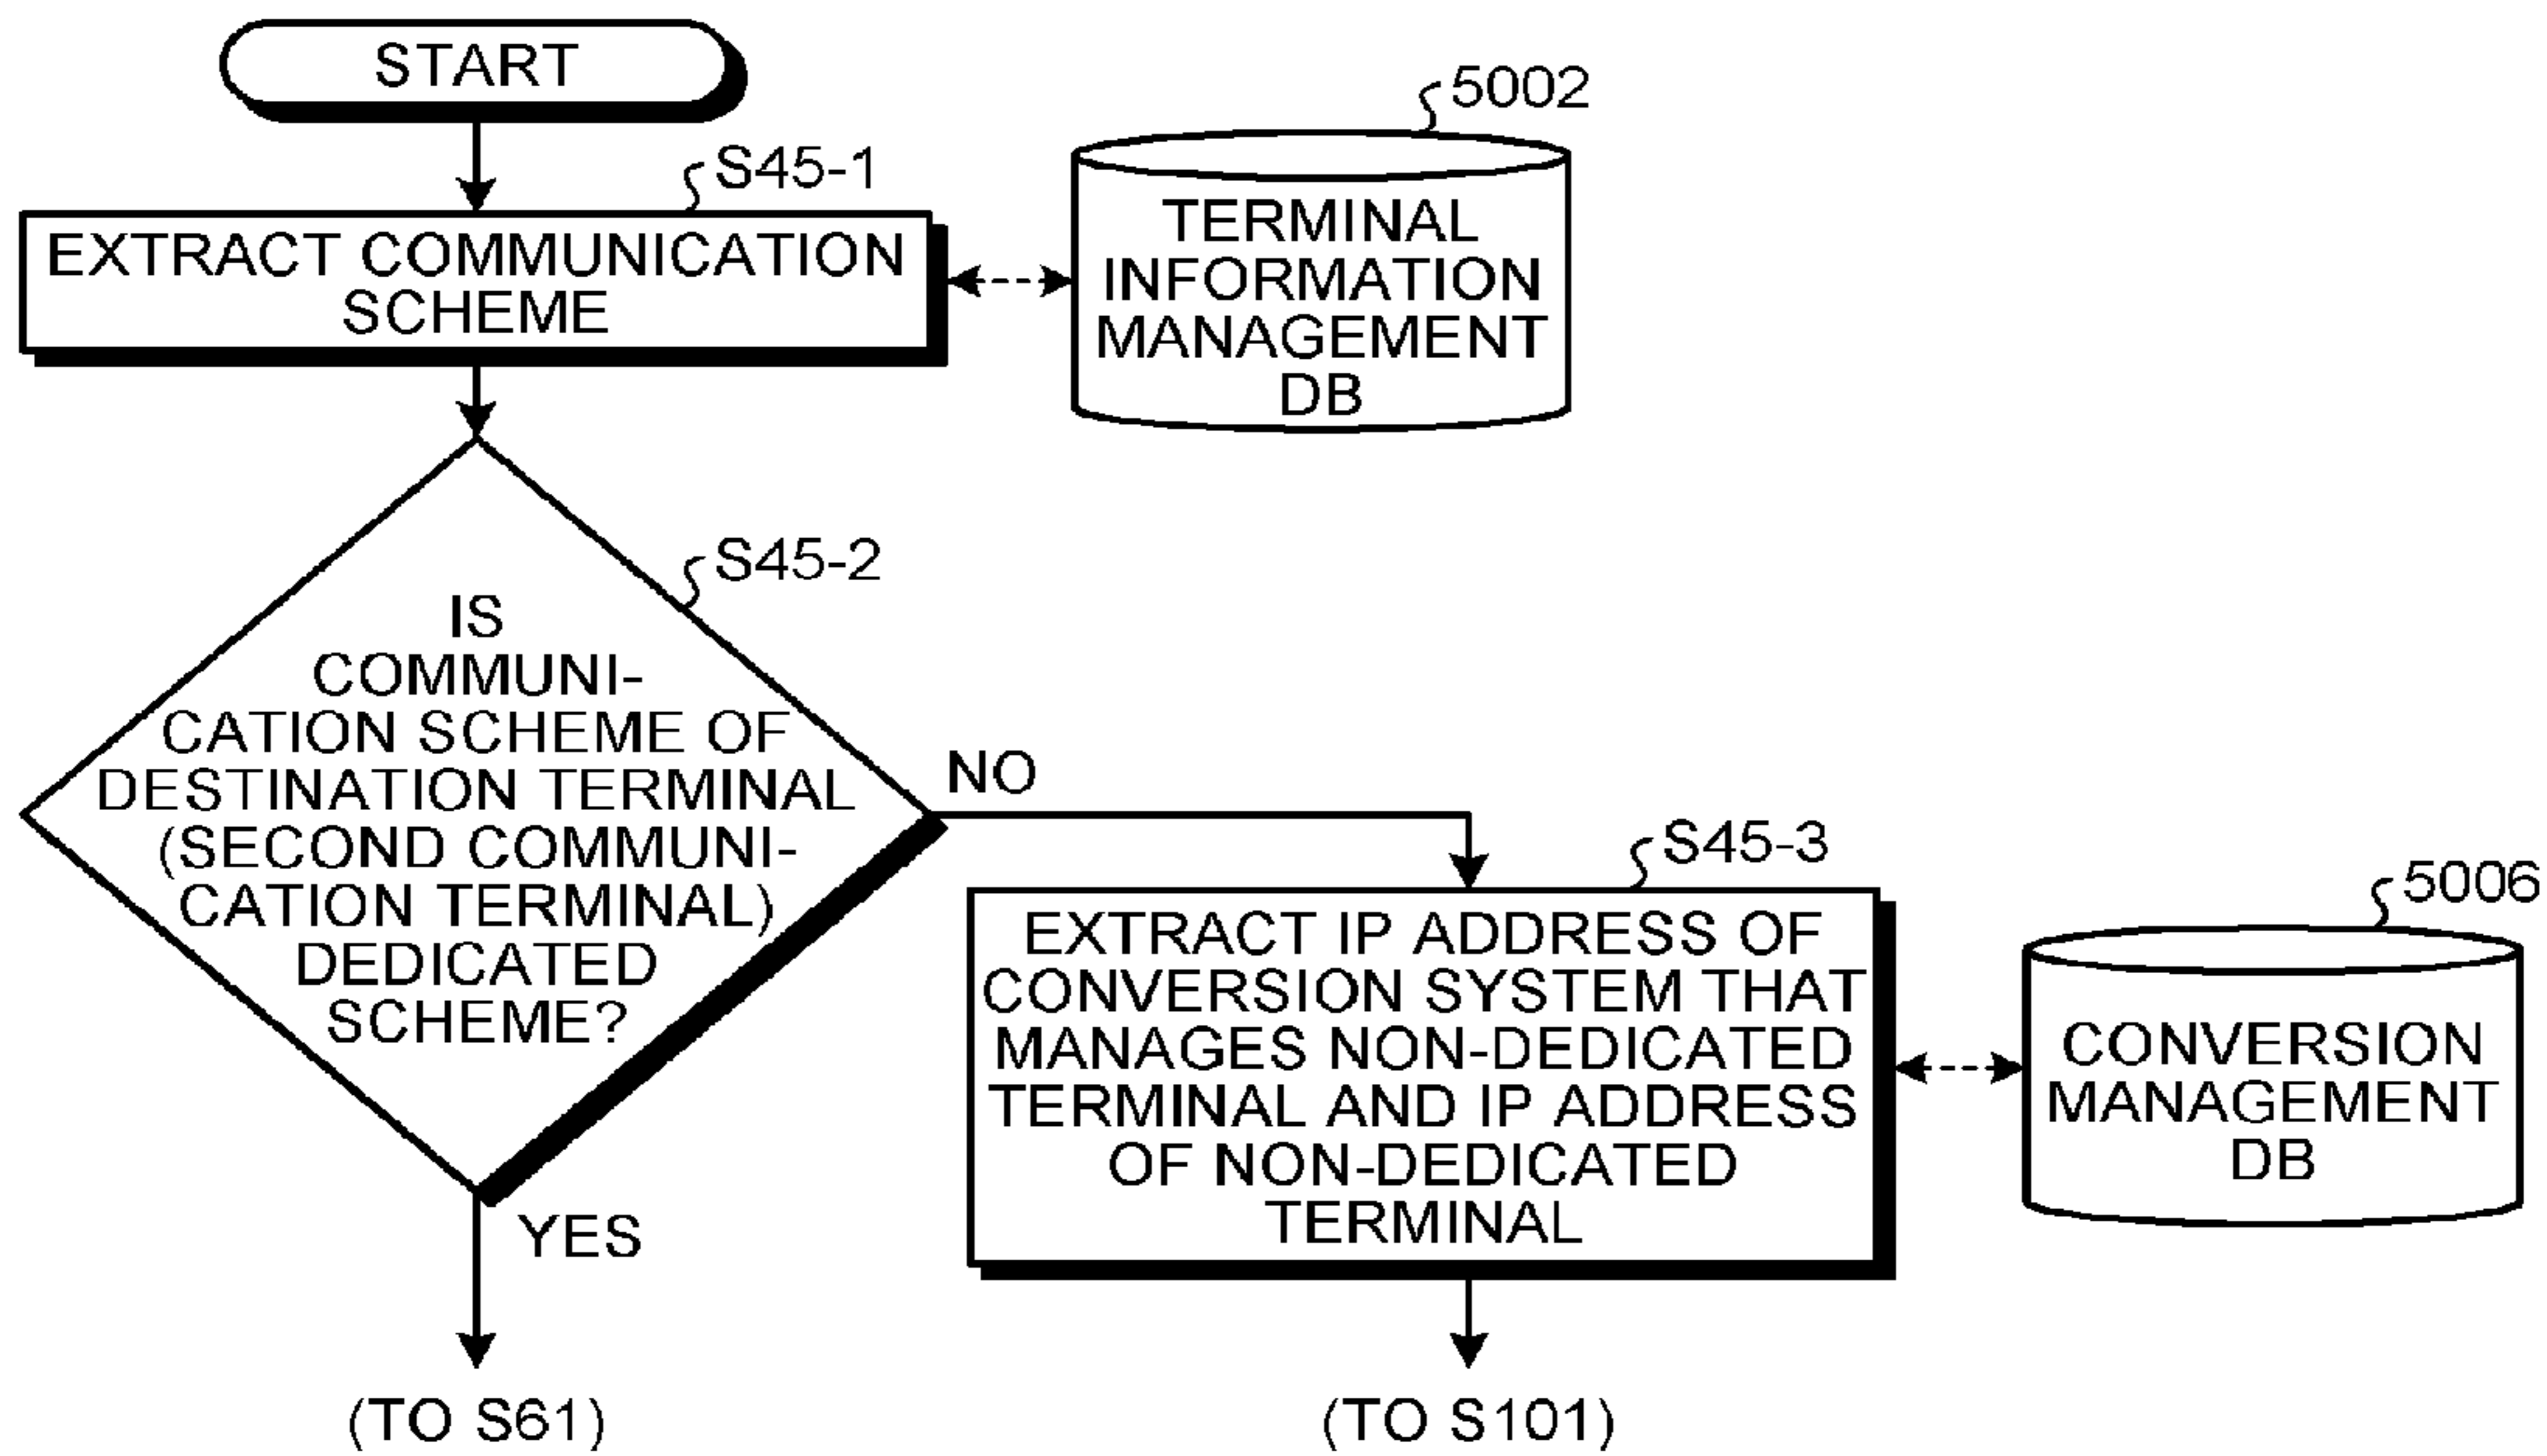 START
5002
S45-1
EXTRACT COMMUNICATION
SCHEME
TERMINAL
INFORMATION
MANAGEMENT
DB
S45-2
IS
COMMUNI-
CATION SCHEME OF
DESTINATION TERMINAL
(SECOND COMMUNI-
CATION TERMINAL)
DEDICATED
SCHEME?
NO
YES
S45-3
EXTRACT IP ADDRESS OF
CONVERSION SYSTEM THAT
MANAGES NON-DEDICATED
TERMINAL AND IP ADDRESS
OF NON-DEDICATED
TERMINAL
5006
CONVERSION
MANAGEMENT
DB
(TO S61)
(TO S101)